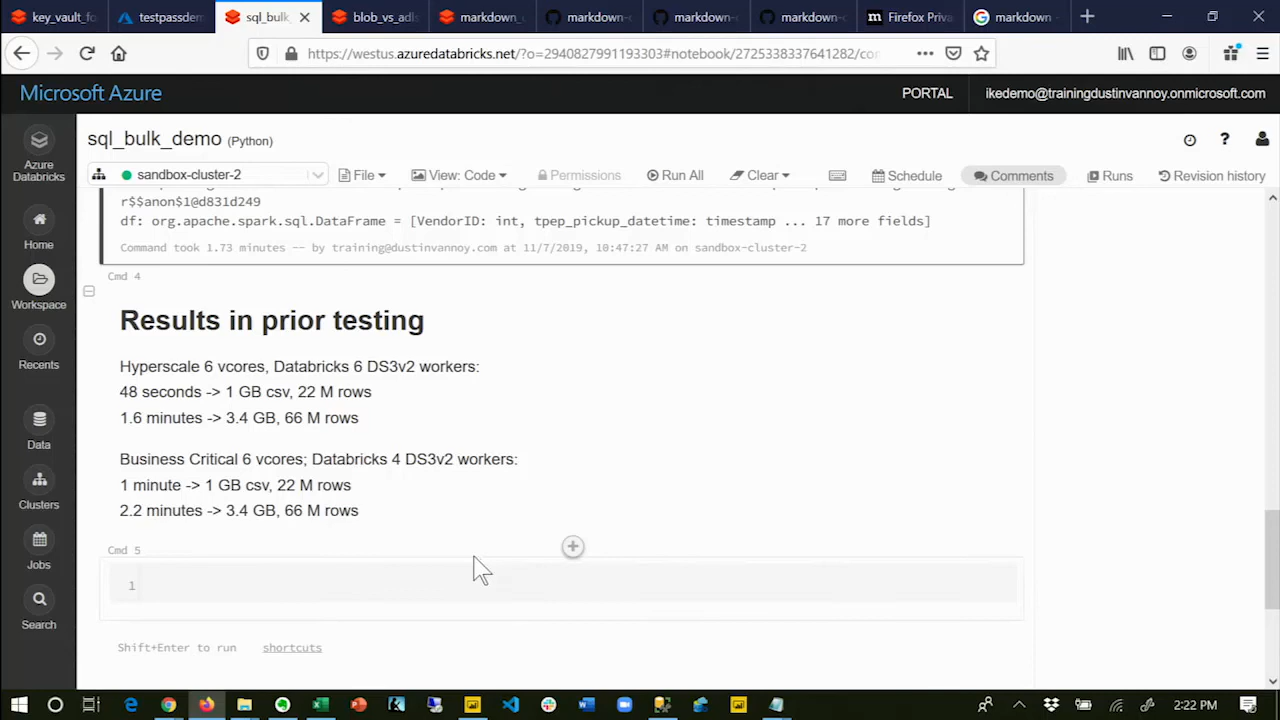 key_vault_fo
testpassdem
sql_bulk_
blob_vs_adls
markdown_c
markdown-c
markdown-c
markdown-c
Firefox Priva
markdown -
https://westus.azuredatabricks.net/?o=2940827991193303#notebook/2725338337641282/con
Microsoft Azure
PORTAL
ikedemo@trainingdustinvannoy.onmicrosoft.com
Azure
Databricks
Home
Workspace
Recents
Data
Clusters
Jobs
Search
sql_bulk_demo (Python)
sandbox-cluster-2
File
View: Code
Permissions
Run All
Clear
Schedule
Comments
Runs
Revision history
r$$anon$1@d831d249
df: org.apache.spark.sql.DataFrame = [VendorID: int, tpep_pickup_datetime: timestamp ... 17 more fields]
Command took 1.73 minutes -- by training@dustinvannoy.com at 11/7/2019, 10:47:27 AM on sandbox-cluster-2
Cmd 4
Results in prior testing
Hyperscale 6 vcores, Databricks 6 DS3v2 workers:
48 seconds -> 1 GB csv, 22 M rows
1.6 minutes -> 3.4 GB, 66 M rows
Business Critical 6 vcores; Databricks 4 DS3v2 workers:
1 minute -> 1 GB csv, 22 M rows
2.2 minutes -> 3.4 GB, 66 M rows
Cmd 5
1
Shift+Enter to run shortcuts
2:22 PM